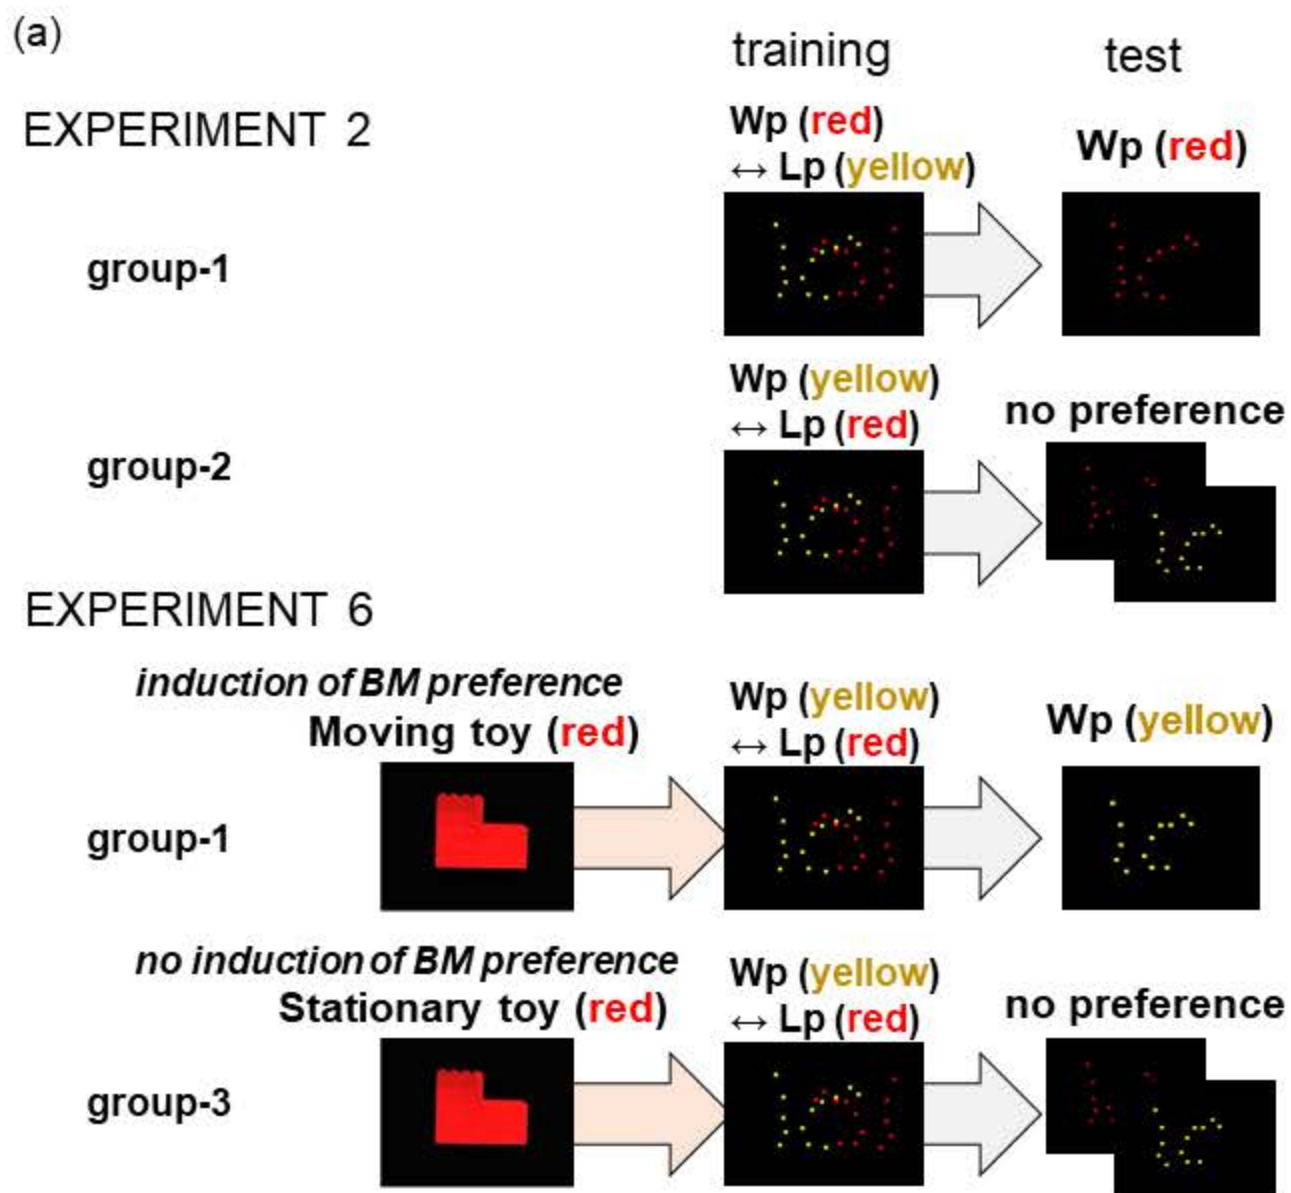 (a)
training
test
EXPERIMENT 2
Wp (red)
↔ Lp (yellow)
Wp (red)
group-1
Wp (yellow)
↔ Lp (red)
no preference
group-2
EXPERIMENT 6
induction of BM preference
Moving toy (red)
Wp (yellow)
↔ Lp (red)
Wp (yellow)
group-1
no induction of BM preference
Stationary toy (red)
Wp (yellow)
↔ Lp (red)
no preference
group-3